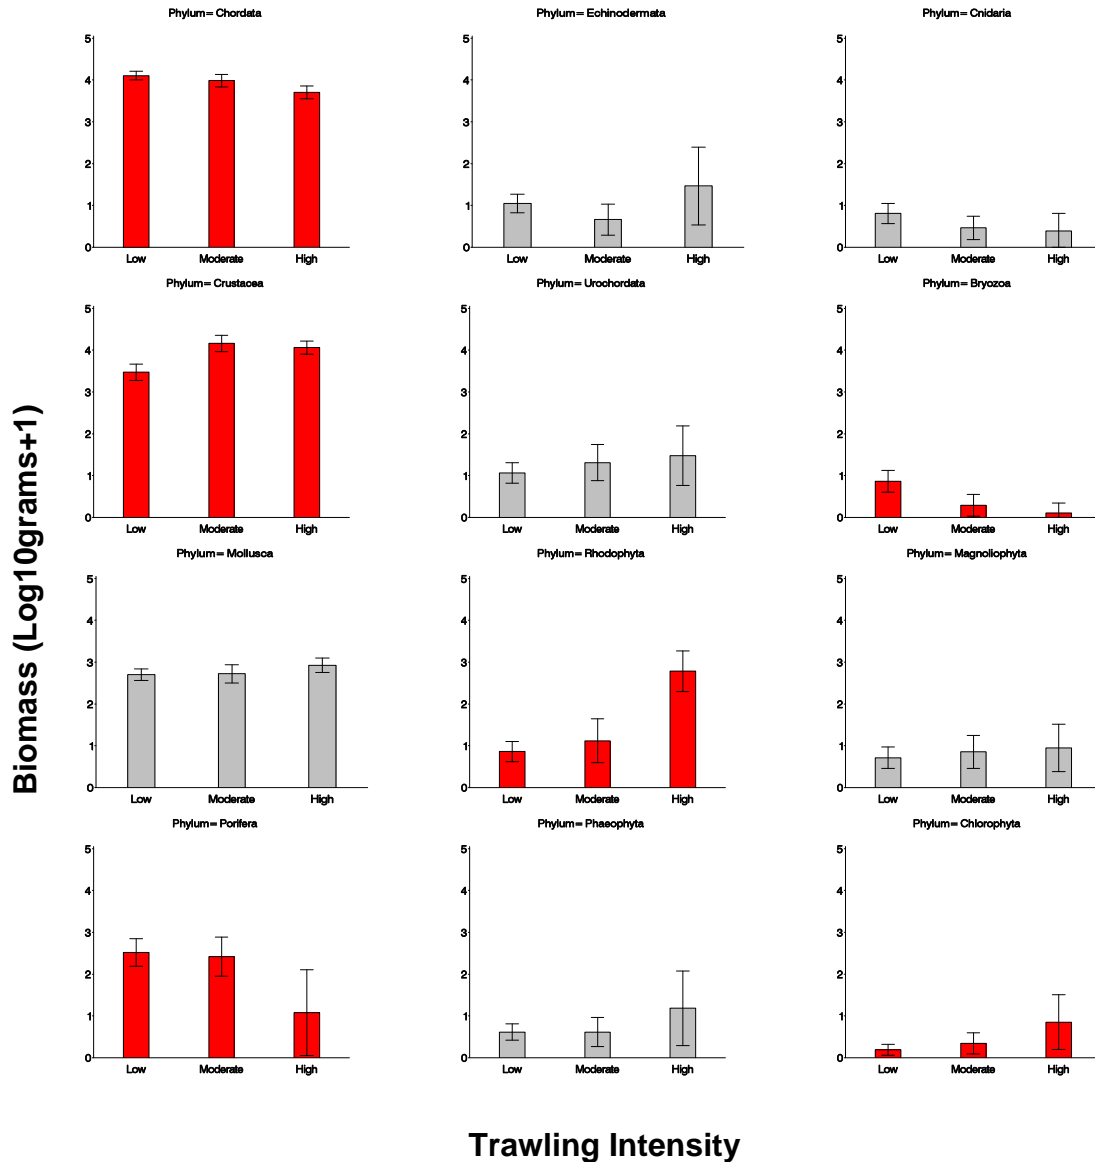 Phylum= Chordata
5
4
3
2
1
0
Low Moderate High
Phylum= Echinodermata
5
4
3
2
1
0
Low Moderate High
Phylum= Cnidaria
5
4
3
2
1
0
Low Moderate High
Phylum= Crustacea
5
4
3
2
1
0
Low Moderate High
Phylum= Urochordata
5
4
3
2
1
0
Low Moderate High
Phylum= Bryozoa
5
4
3
2
1
0
Low Moderate High
Phylum= Mollusca
5
4
3
2
1
0
Low Moderate High
Phylum= Rhodophyta
5
4
3
2
1
0
Low Moderate High
Phylum= Magnoliophyta
5
4
3
2
1
0
Low Moderate High
Phylum= Porifera
5
4
3
2
1
0
Low Moderate High
Phylum= Phaeophyta
5
4
3
2
1
0
Low Moderate High
Phylum= Chlorophyta
5
4
3
2
1
0
Low Moderate High
Biomass (Log10grams+1)
Trawling Intensity